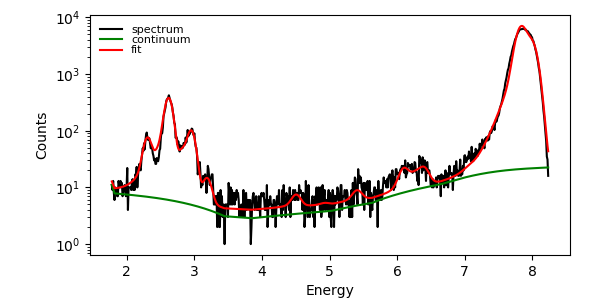 10⁴
10³
10²
10¹
10⁰
Counts
spectrum
continuum
fit
2 3 4 5 6 7 8
Energy